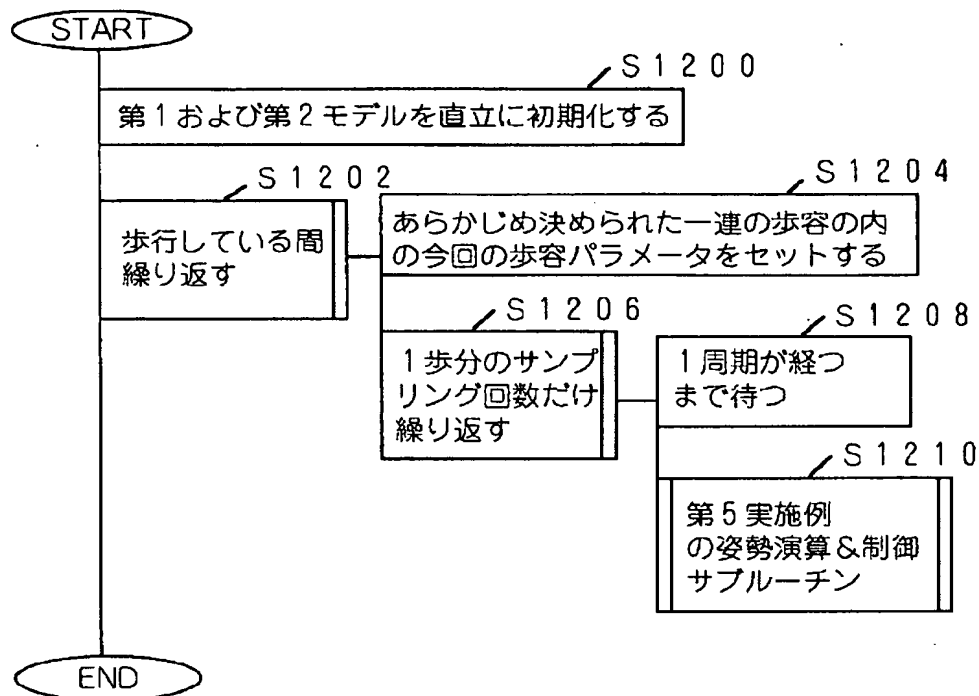 START
S1200
第1および第2モデルを直立に初期化する
S1202
歩行している間
繰り返す
S1204
あらかじめ決められた一連の歩容の内
の今回の歩容パラメータをセットする
S1206
1歩分のサンプ
リング回数だけ
繰り返す
S1208
1周期が経つ
まで待つ
S1210
第5実施例
の姿勢演算&制御
サブルーチン
END